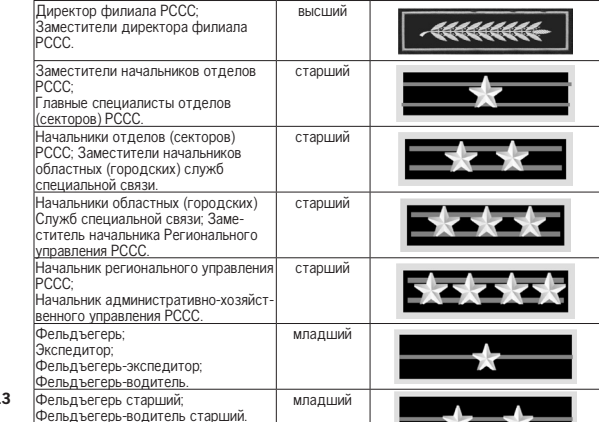 Директор филиала РССС;
Заместители директора филиала
РССС.
высший
Заместители начальников отделов
РССС;
Главные специалисты отделов
(секторов) РССС.
старший
Начальники отделов (секторов)
РССС; Заместители начальников
областных (городских) служб
специальной связи.
старший
Начальники областных (городских)
Служб специальной связи; Заме-
ститель начальника Регионального
управления РССС.
старший
Начальник регионального управления
РССС;
Начальник административно-хозяйст-
венного управления РССС.
старший
Фельдъегерь;
Экспедитор;
Фельдъегерь-экспедитор;
Фельдъегерь-водитель.
младший
3
Фельдъегерь старший;
Фельдъегерь-водитель старший.
младший